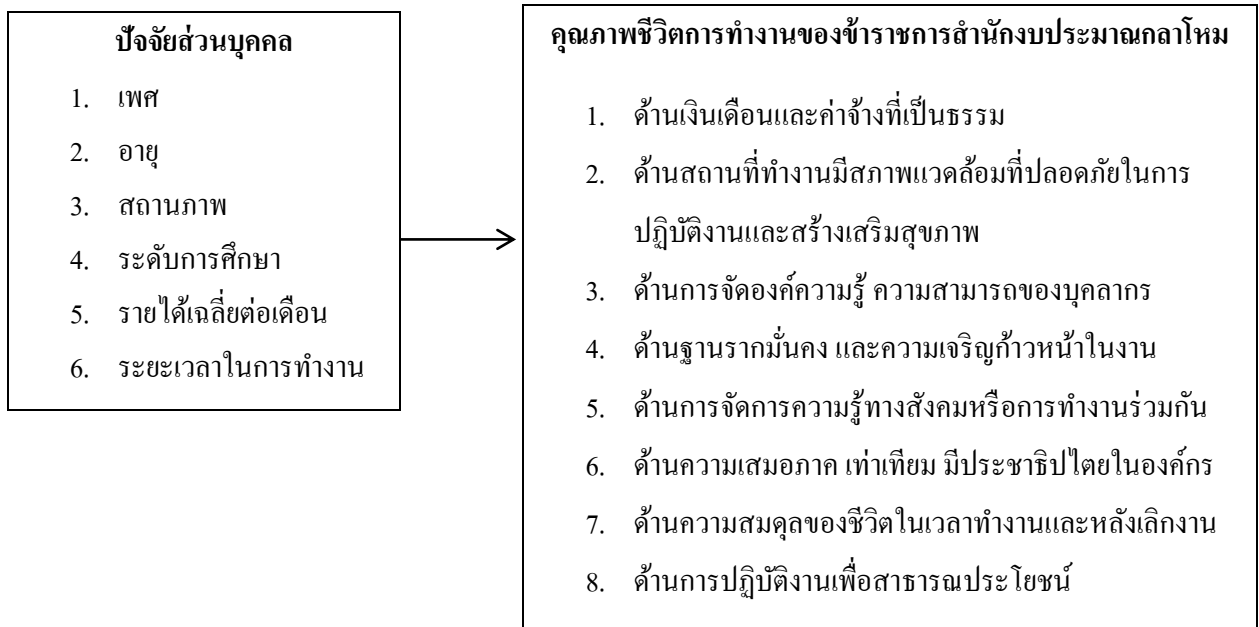 ปัจจัยส่วนบุคคล
1. เพศ
2. อายุ
3. สถานภาพ
4. ระดับการศึกษา
5. รายได้เฉลี่ยต่อเดือน
6. ระยะเวลาในการทำงาน
คุณภาพชีวิตการทำงานของข้าราชการสำนักงบประมาณกลาโหม
1. ด้านเงินเดือนและค่าจ้างที่เป็นธรรม
2. ด้านสถานที่ทำงานมีสภาพแวดล้อมที่ปลอดภัยในการ
ปฏิบัติงานและสร้างเสริมสุขภาพ
3. ด้านการจัดองค์ความรู้ ความสามารถของบุคลากร
4. ด้านฐานรากมั่นคง และความเจริญก้าวหน้าในงาน
5. ด้านการจัดการความรู้ทางสังคมหรือการทำงานร่วมกัน
6. ด้านความเสมอภาค เท่าเทียม มีประชาธิปไตยในองค์กร
7. ด้านความสมดุลของชีวิตในเวลาทำงานและหลังเลิกงาน
8. ด้านการปฏิบัติงานเพื่อสาธารณประโยชน์